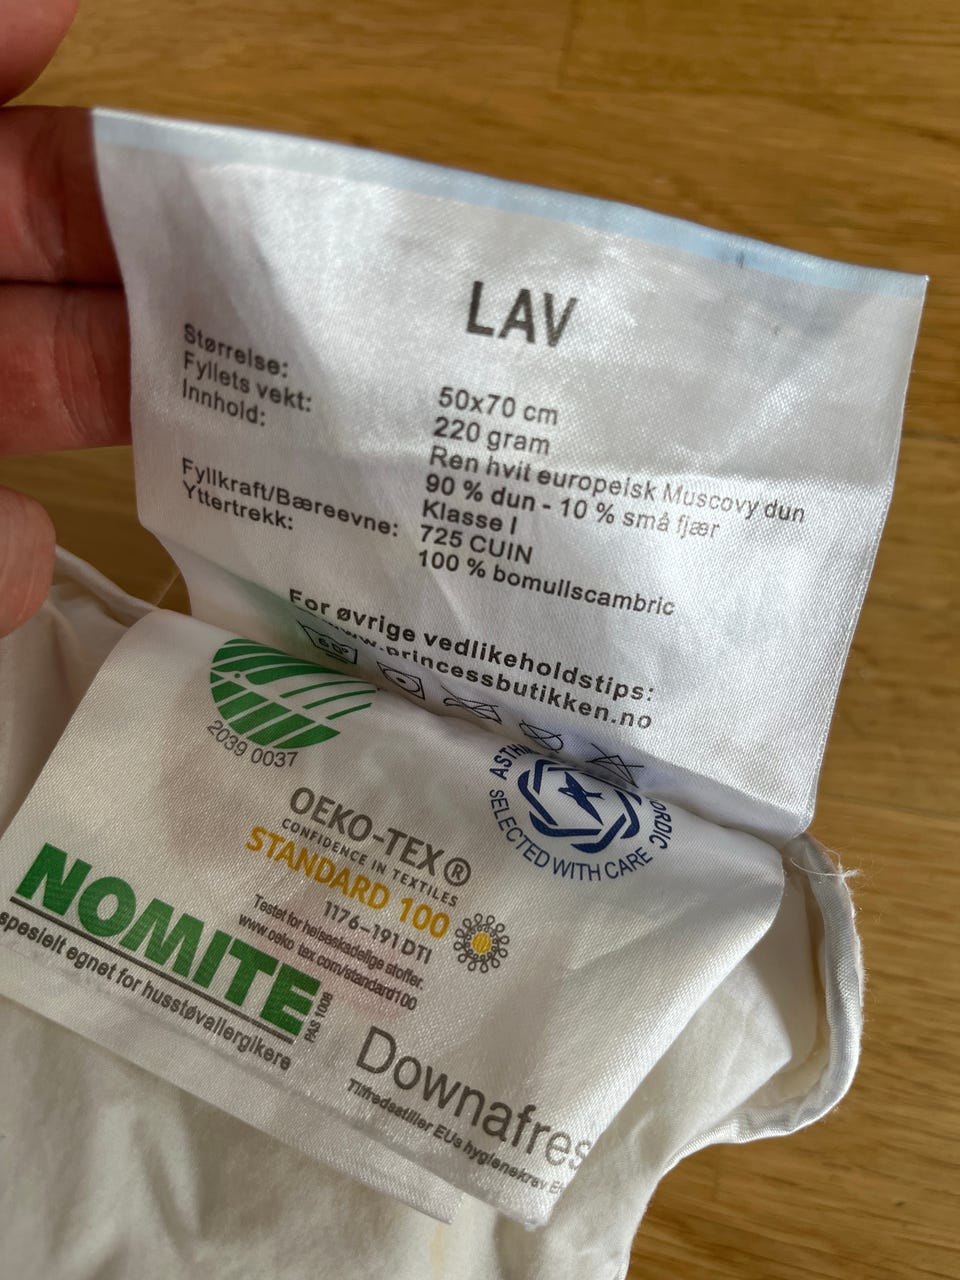 LAV
Størrelse: 50x70 cm
Fyllets vekt: 220 gram
Innhold: Ren hvit europeisk Muscovy dun
90 % dun - 10 % små fjær
Klasse I
Fyllkraft/Bæreevne: 725 CUIN
Yttertrekk: 100 % bomullscambric
For øvrige vedlikeholdstips:
www.princessbutikken.no
60°
2039 0037
SELECTED WITH CARE
OEKO-TEX®
CONFIDENCE IN TEXTILES
STANDARD 100
1176-191 DTI
Testet for helseskadelige stoffer.
www.oeko tex.com/standard100
NOMITE
PAS 1008
spesielt egnet for husstøvallergikere
Downafres
Tilfredsstiller EUs hygienekrav